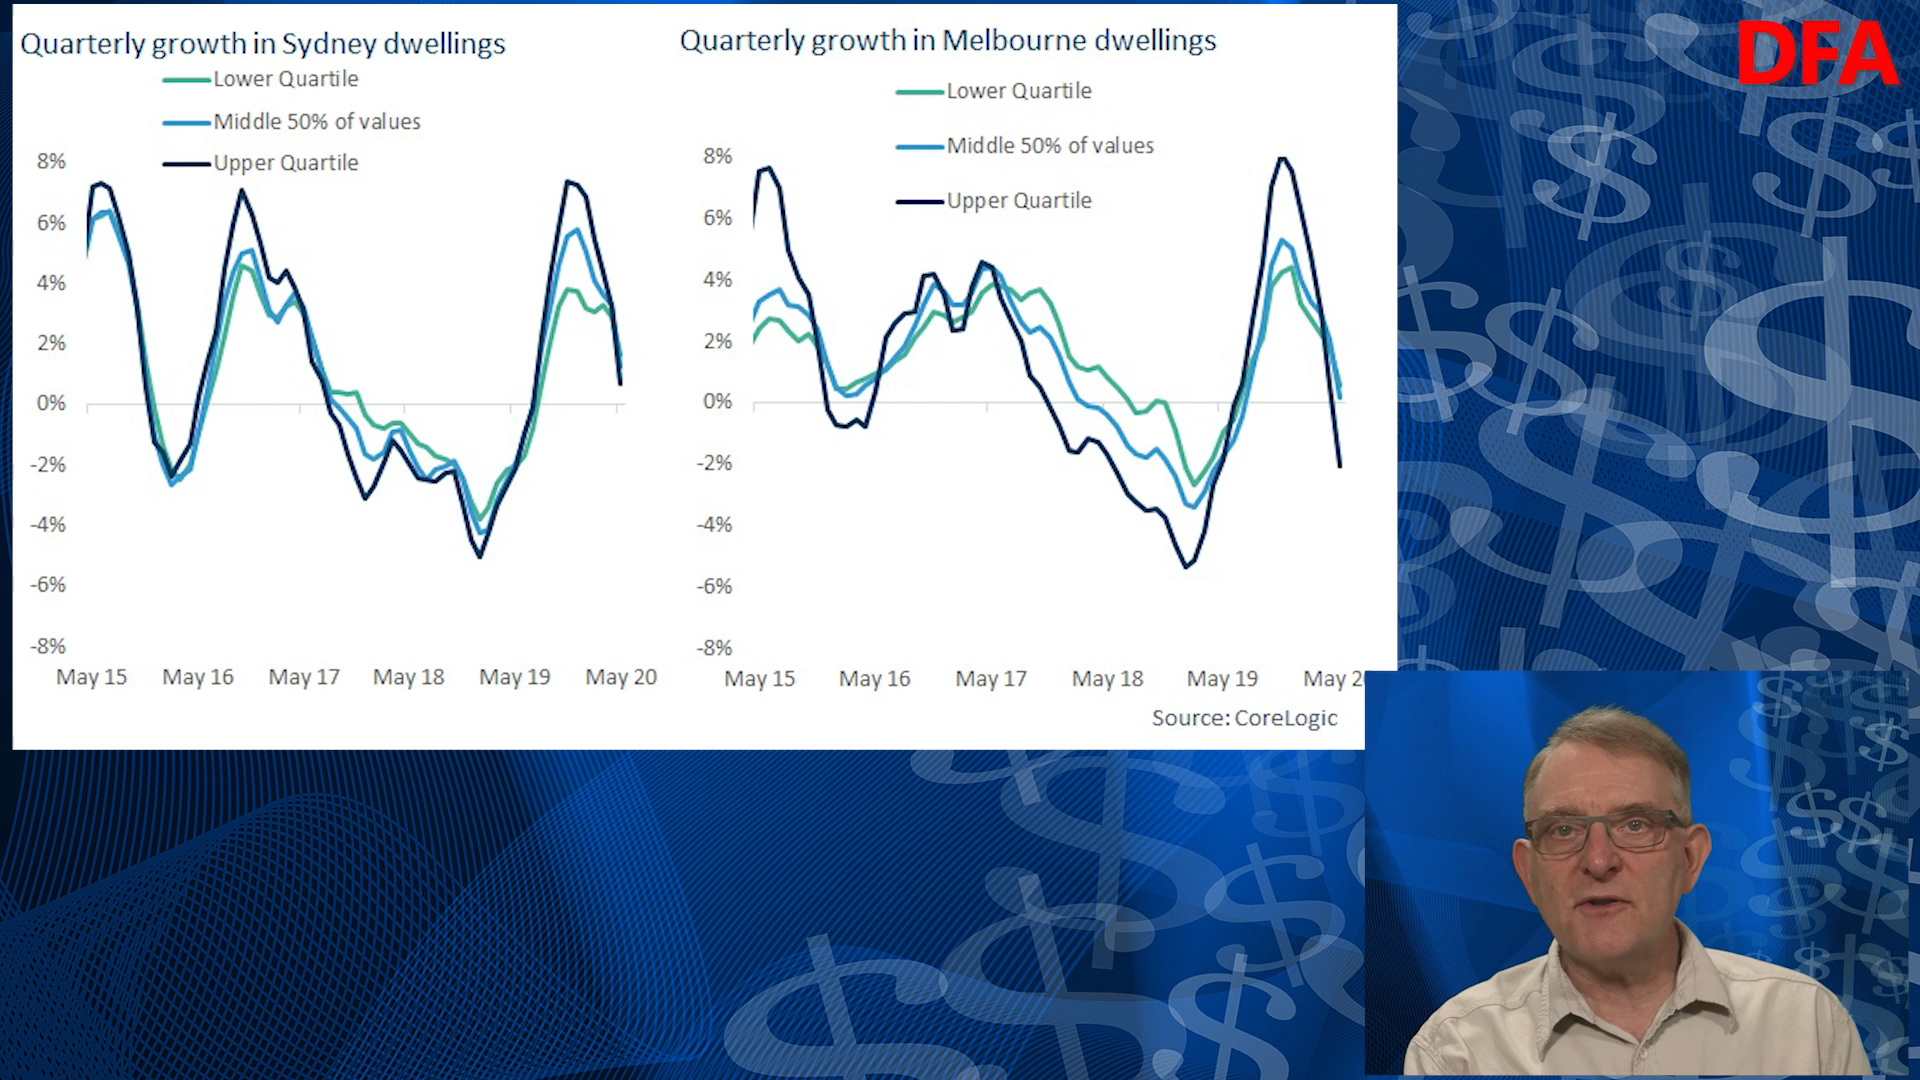 Quarterly growth in Sydney dwellings
Lower Quartile
Middle 50% of values
Upper Quartile
8%
6%
4%
2%
0%
-2%
-4%
-6%
-8%
May 15 May 16 May 17 May 18 May 19 May 20
Quarterly growth in Melbourne dwellings
Lower Quartile
Middle 50% of values
Upper Quartile
8%
6%
4%
2%
0%
-2%
-4%
-6%
-8%
May 15 May 16 May 17 May 18 May 19 May 2
Source: CoreLogic
DFA